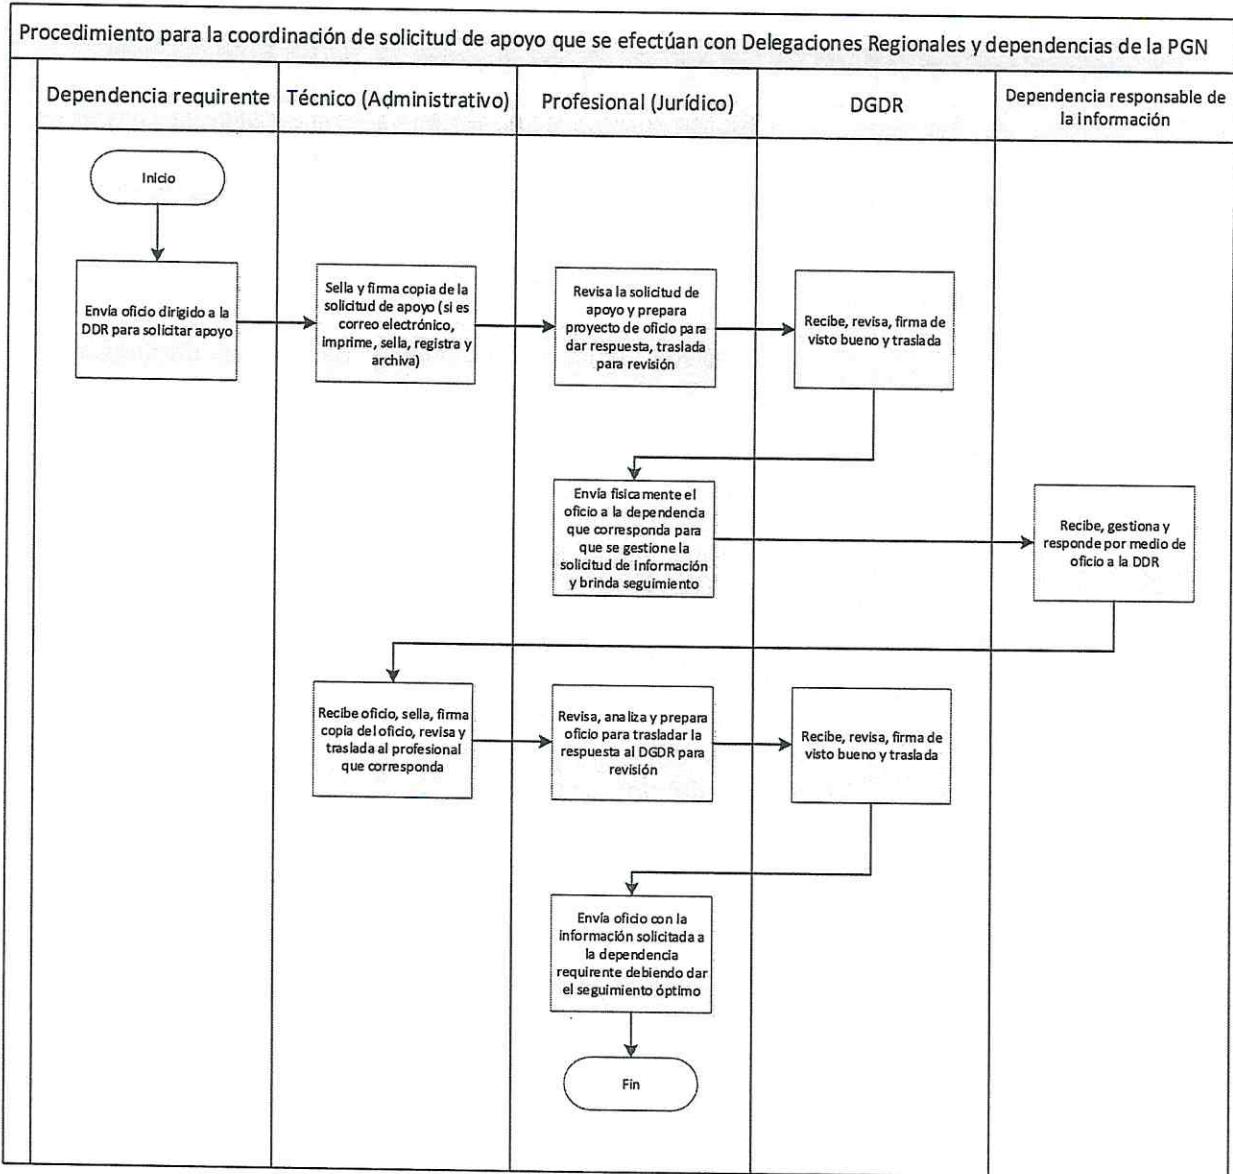 Procedimiento para la coordinación de solicitud de apoyo que se efectúan con Delegaciones Regionales y dependencias de la PGN
Dependencia requirente
Técnico (Administrativo)
Profesional (Jurídico)
DGDR
Dependencia responsable de
la información
Inicio
Envía oficio dirigido a la
DDR para solicitar apoyo
Sella y firma copia de la
solicitud de apoyo (si es
correo electrónico,
imprime, sella, registra y
archiva)
Revisa la solicitud de
apoyo y prepara
proyecto de oficio para
dar respuesta, traslada
para revisión
Recibe, revisa, firma de
visto bueno y traslada
Envía físicamente el
oficio a la dependencia
que corresponda para
que se gestione la
solicitud de información
y brinda seguimiento
Recibe, gestiona y
responde por medio de
oficio a la DDR
Recibe oficio, sella, firma
copia del oficio, revisa y
traslada al profesional
que corresponda
Revisa, analiza y prepara
oficio para trasladar la
respuesta al DGDR para
revisión
Recibe, revisa, firma de
visto bueno y traslada
Envía oficio con la
información solicitada a
la dependencia
requirente debiendo dar
el seguimiento óptimo
Fin